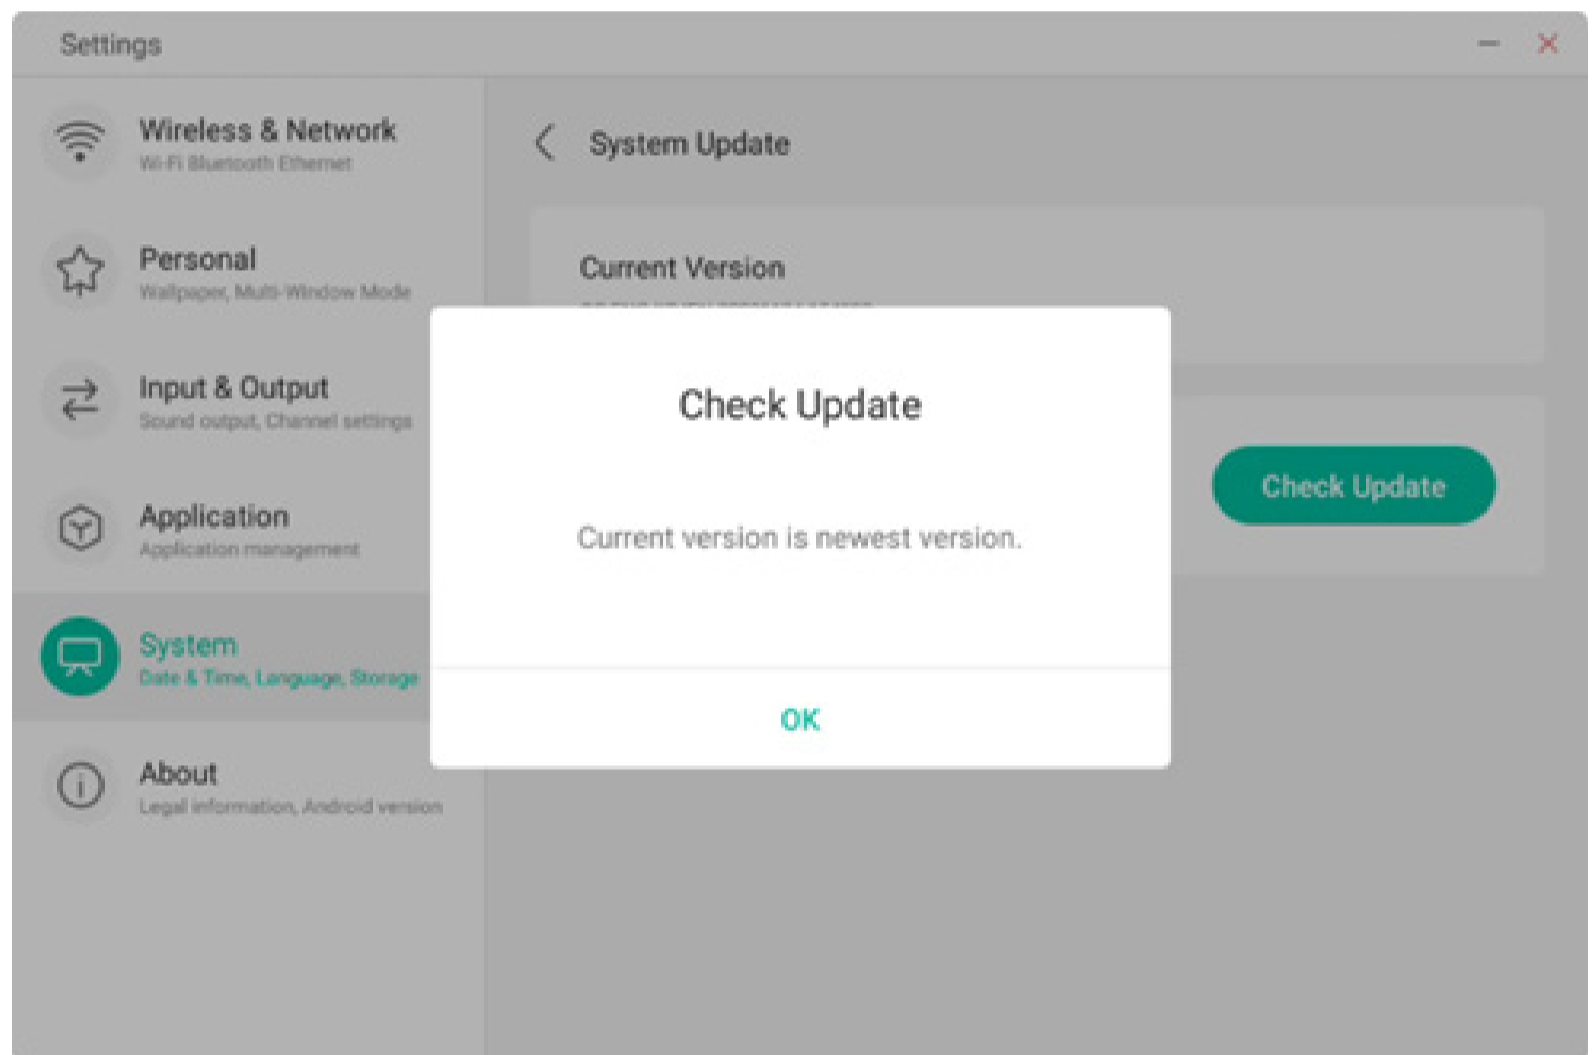 Settings
Wireless & Network
Wi-Fi Bluetooth Ethernet
Personal
Wallpaper, Multi-Window Mode
Input & Output
Sound output, Channel settings
Application
Application management
System
Date & Time, Language, Storage
About
Legal information, Android version
System Update
Current Version
Check Update
Check Update
Current version is newest version.
OK